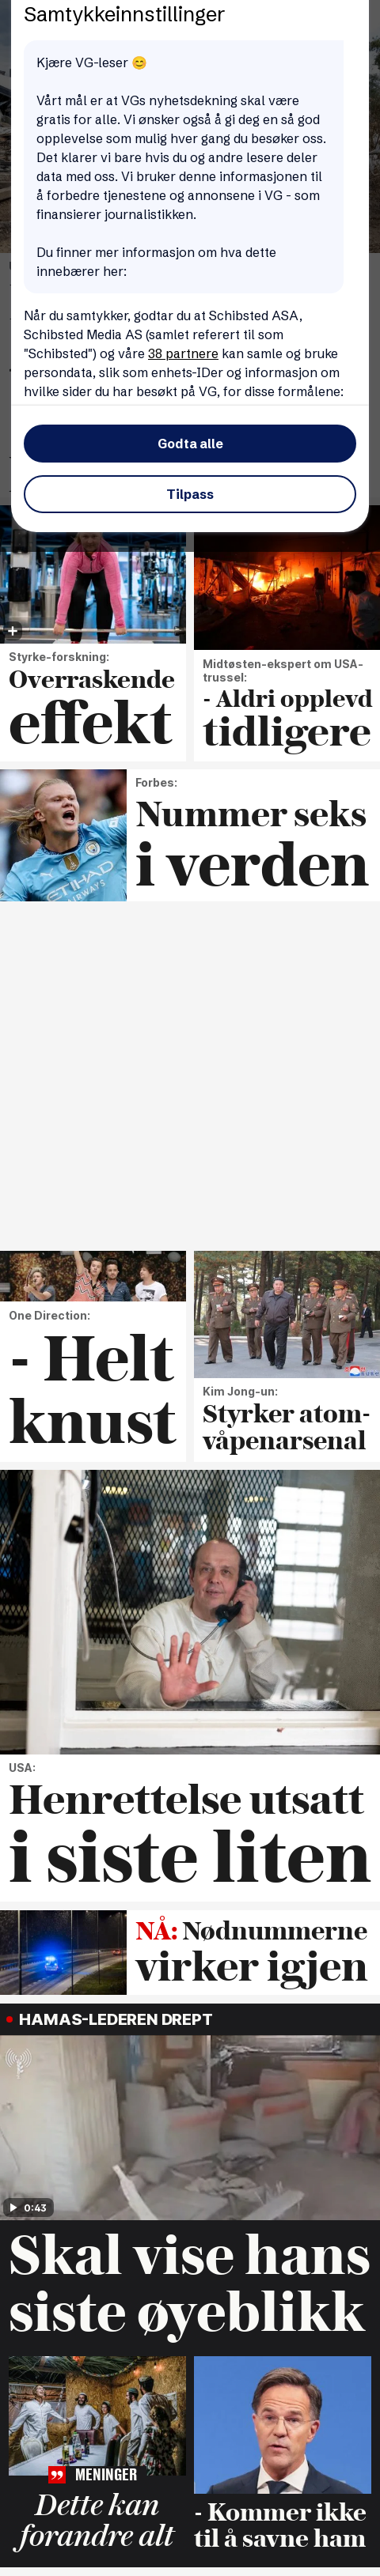 Samtykkeinnstillinger
Kjære VG-leser 😊
Vårt mål er at VGs nyhetsdekning skal være
gratis for alle. Vi ønsker også å gi deg en så god
opplevelse som mulig hver gang du besøker oss.
Det klarer vi bare hvis du og andre lesere deler
data med oss. Vi bruker denne informasjonen til
å forbedre tjenestene og annonsene i VG - som
finansierer journalistikken.
Du finner mer informasjon om hva dette
innebærer her:
Når du samtykker, godtar du at Schibsted ASA,
Schibsted Media AS (samlet referert til som
"Schibsted") og våre 38 partnere kan samle og bruke
persondata, slik som enhets-IDer og informasjon om
hvilke sider du har besøkt på VG, for disse formålene:
Godta alle
Tilpass
Styrke-forskning:
Overraskende
effekt
Midtøsten-ekspert om USA-
trussel:
- Aldri opplevd
tidligere
Forbes:
Nummer seks
i verden
ETIHAD
AIRWAYS
One Direction:
- Helt
knust
Kim Jong-un:
Styrker atom-
våpenarsenal
USA:
Henrettelse utsatt
i siste liten
NÅ: Nødnummerne
virker igjen
HAMAS-LEDEREN DREPT
0:43
Skal vise hans
siste øyeblikk
MENINGER
Dette kan
forandre alt
- Kommer ikke
til å savne ham